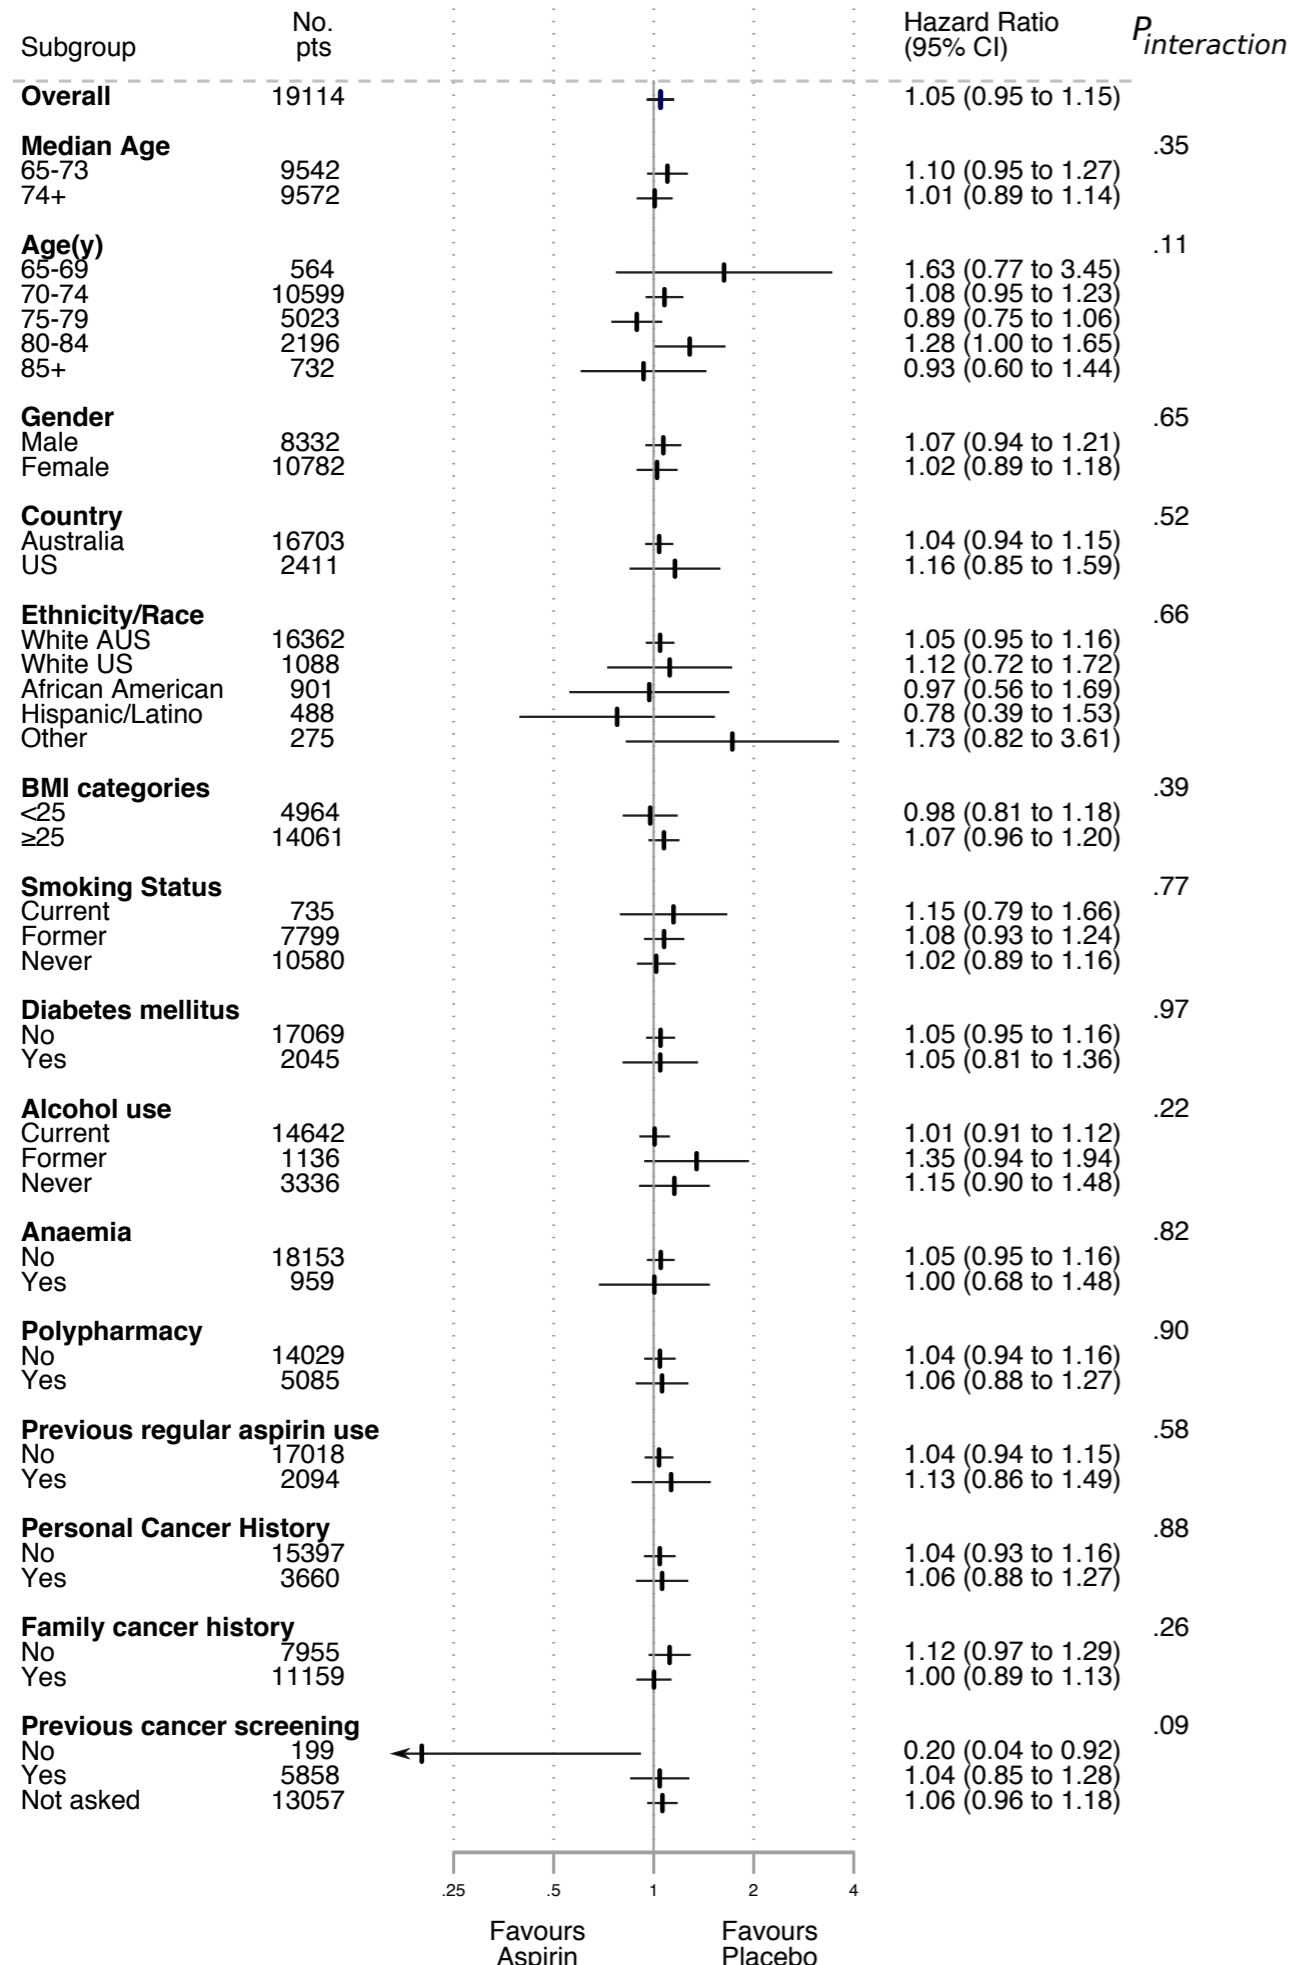 Subgroup No. pts Hazard Ratio (95% CI) Pinteraction
Overall 19114 1.05 (0.95 to 1.15)
Median Age .35
65-73 9542 1.10 (0.95 to 1.27)
74+ 9572 1.01 (0.89 to 1.14)
Age(y) .11
65-69 564 1.63 (0.77 to 3.45)
70-74 10599 1.08 (0.95 to 1.23)
75-79 5023 0.89 (0.75 to 1.06)
80-84 2196 1.28 (1.00 to 1.65)
85+ 732 0.93 (0.60 to 1.44)
Gender .65
Male 8332 1.07 (0.94 to 1.21)
Female 10782 1.02 (0.89 to 1.18)
Country .52
Australia 16703 1.04 (0.94 to 1.15)
US 2411 1.16 (0.85 to 1.59)
Ethnicity/Race .66
White AUS 16362 1.05 (0.95 to 1.16)
White US 1088 1.12 (0.72 to 1.72)
African American 901 0.97 (0.56 to 1.69)
Hispanic/Latino 488 0.78 (0.39 to 1.53)
Other 275 1.73 (0.82 to 3.61)
BMI categories .39
<25 4964 0.98 (0.81 to 1.18)
≥25 14061 1.07 (0.96 to 1.20)
Smoking Status .77
Current 735 1.15 (0.79 to 1.66)
Former 7799 1.08 (0.93 to 1.24)
Never 10580 1.02 (0.89 to 1.16)
Diabetes mellitus .97
No 17069 1.05 (0.95 to 1.16)
Yes 2045 1.05 (0.81 to 1.36)
Alcohol use .22
Current 14642 1.01 (0.91 to 1.12)
Former 1136 1.35 (0.94 to 1.94)
Never 3336 1.15 (0.90 to 1.48)
Anaemia .82
No 18153 1.05 (0.95 to 1.16)
Yes 959 1.00 (0.68 to 1.48)
Polypharmacy .90
No 14029 1.04 (0.94 to 1.16)
Yes 5085 1.06 (0.88 to 1.27)
Previous regular aspirin use .58
No 17018 1.04 (0.94 to 1.15)
Yes 2094 1.13 (0.86 to 1.49)
Personal Cancer History .88
No 15397 1.04 (0.93 to 1.16)
Yes 3660 1.06 (0.88 to 1.27)
Family cancer history .26
No 7955 1.12 (0.97 to 1.29)
Yes 11159 1.00 (0.89 to 1.13)
Previous cancer screening .09
No 199 0.20 (0.04 to 0.92)
Yes 5858 1.04 (0.85 to 1.28)
Not asked 13057 1.06 (0.96 to 1.18)
.25 .5 1 2 4
Favours Favours
Aspirin Placebo